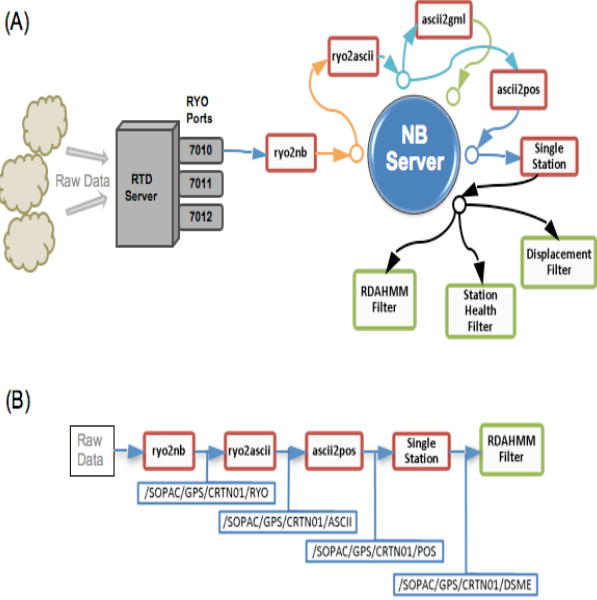 (A)
ascii2gml
ryo2ascii
ascii2pos
RYO
Ports
7010
7011
7012
Raw Data
RTD
Server
ryo2nb
NB
Server
Single
Station
Displacement
Filter
RDAHMM
Filter
Station
Health
Filter
(B)
Raw
Data
ryo2nb
ryo2ascii
ascii2pos
Single
Station
RDAHMM
Filter
/SOPAC/GPS/CRTN01/RYO
/SOPAC/GPS/CRTN01/ASCII
/SOPAC/GPS/CRTN01/POS
/SOPAC/GPS/CRTN01/DSME